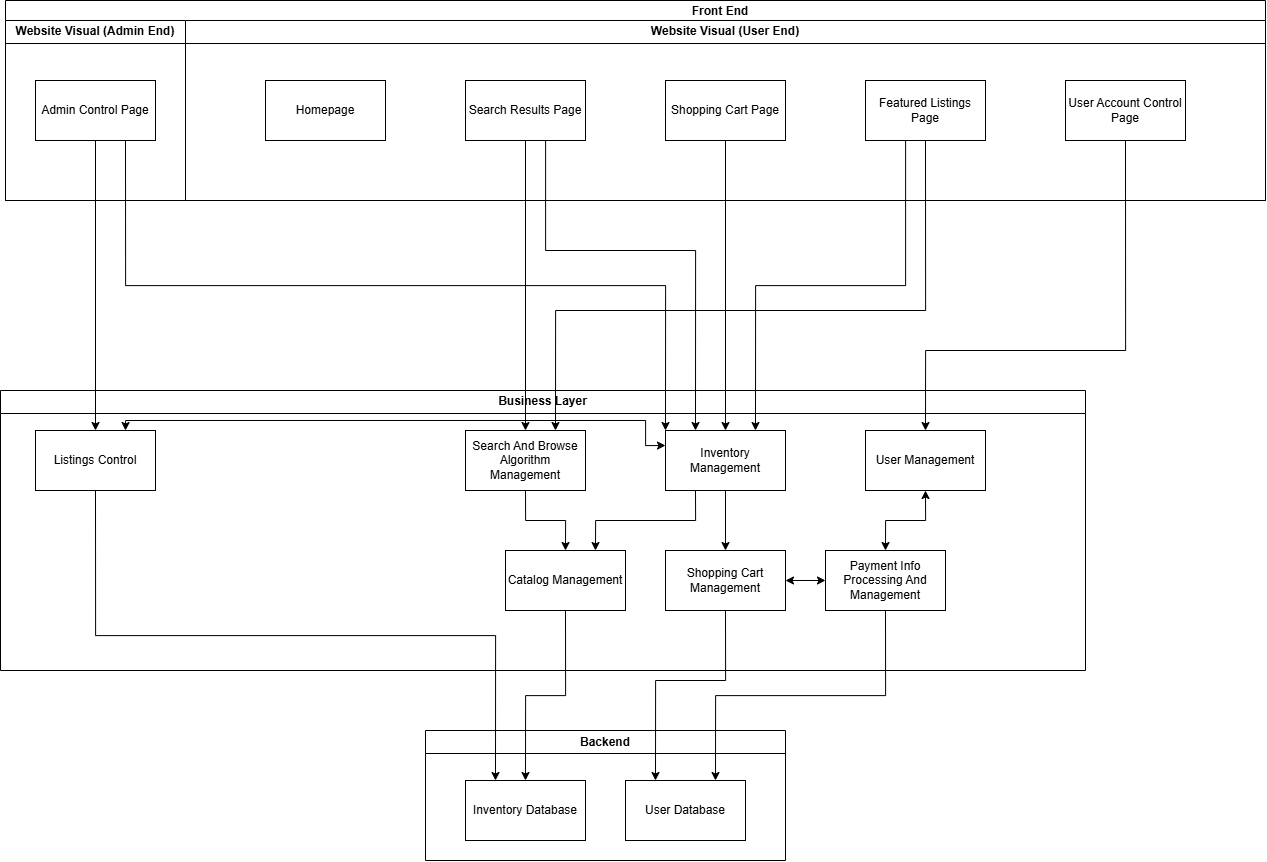 Front End
Website Visual (Admin End)
Website Visual (User End)
Admin Control Page
Homepage
Search Results Page
Shopping Cart Page
Featured Listings
Page
User Account Control
Page
Business Layer
Listings Control
Search And Browse
Algorithm
Management
Inventory
Management
User Management
Catalog Management
Shopping Cart
Management
Payment Info
Processing And
Management
Backend
Inventory Database
User Database